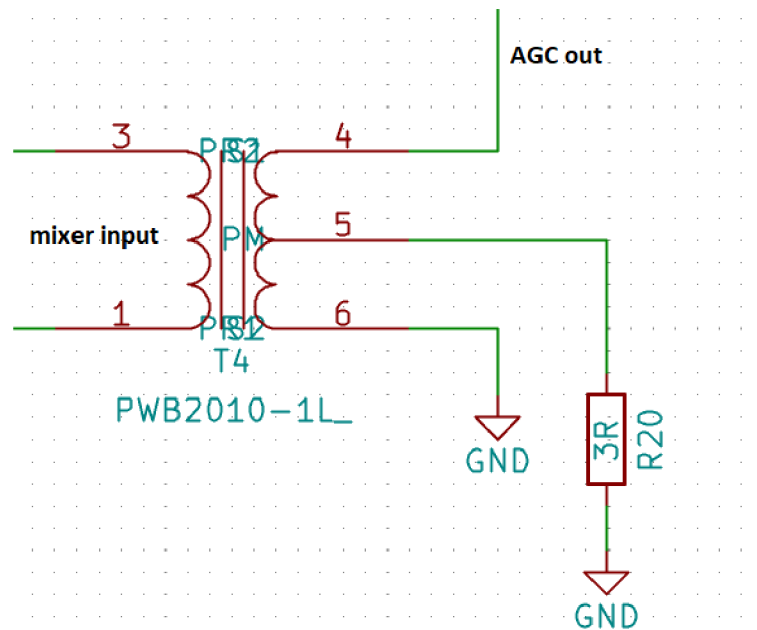 AGC out
3
4
mixer input
5
PM
1
6
T4
PWB2010-1L_
GND
3R
R20
GND